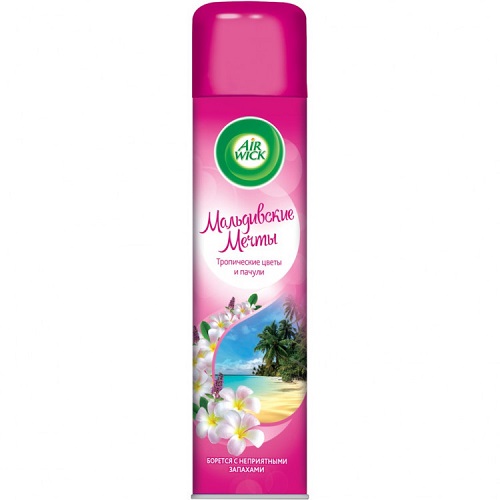 AIR
WICK
Мальдивские
Мечты
Тропические цветы
и пачули
БОРЕТСЯ С НЕПРИЯТНЫМИ
ЗАПАХАМИ